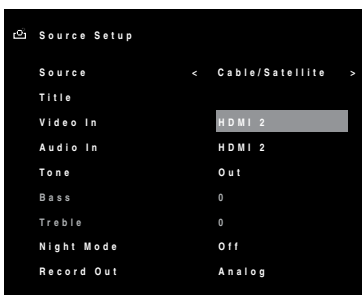 Source Setup
Source < Cable/Satellite >
Title
Video In HDMI 2
Audio In HDMI 2
Tone Out
Bass 0
Treble 0
Night Mode Off
Record Out Analog